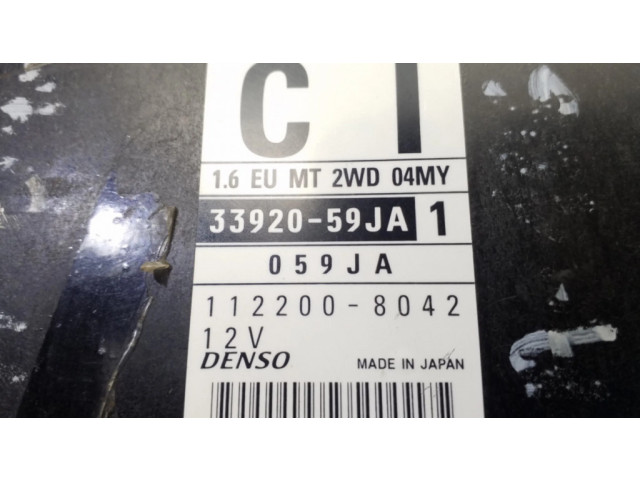 C I
1.6 EU MT 2WD 04MY
33920-59JA 1
059JA
112200-8042
12V
DENSO MADE IN JAPAN